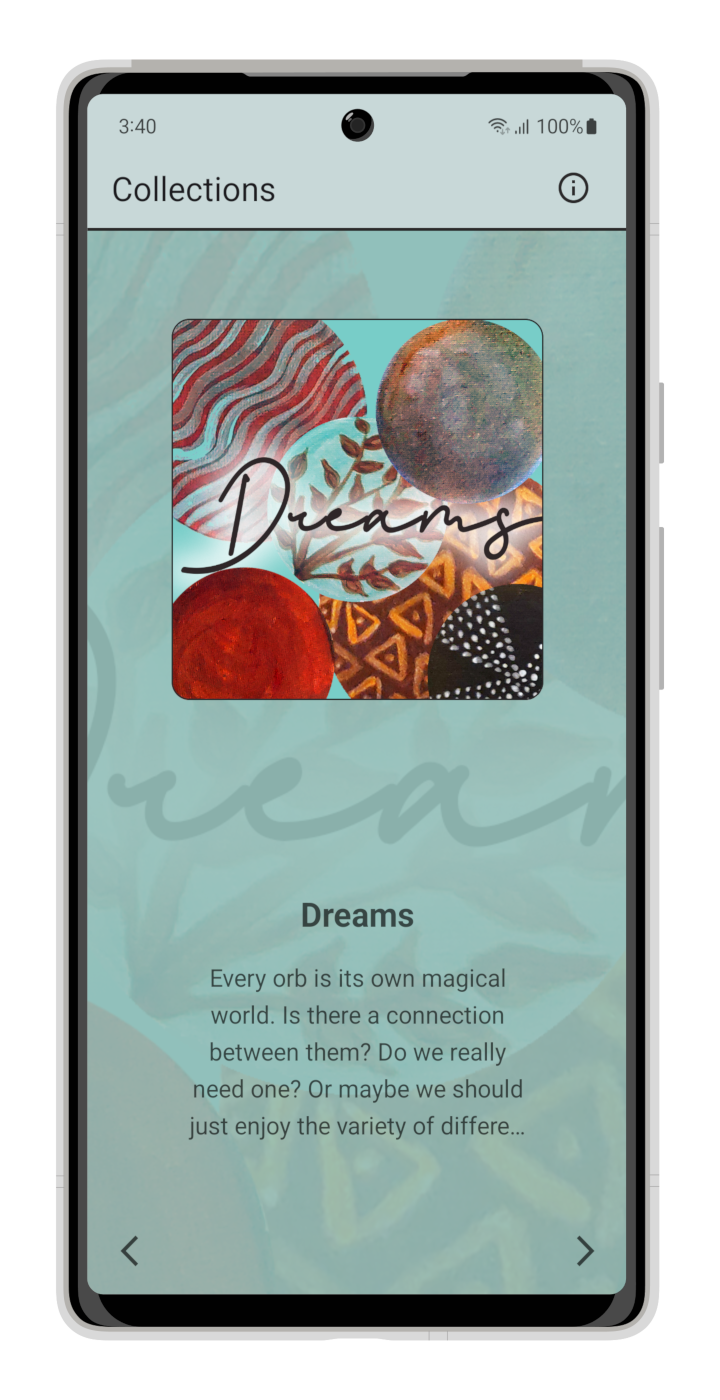 3:40
100%
Collections
Dreams
Dream
Dreams
Every orb is its own magical
world. Is there a connection
between them? Do we really
need one? Or maybe we should
just enjoy the variety of differe...